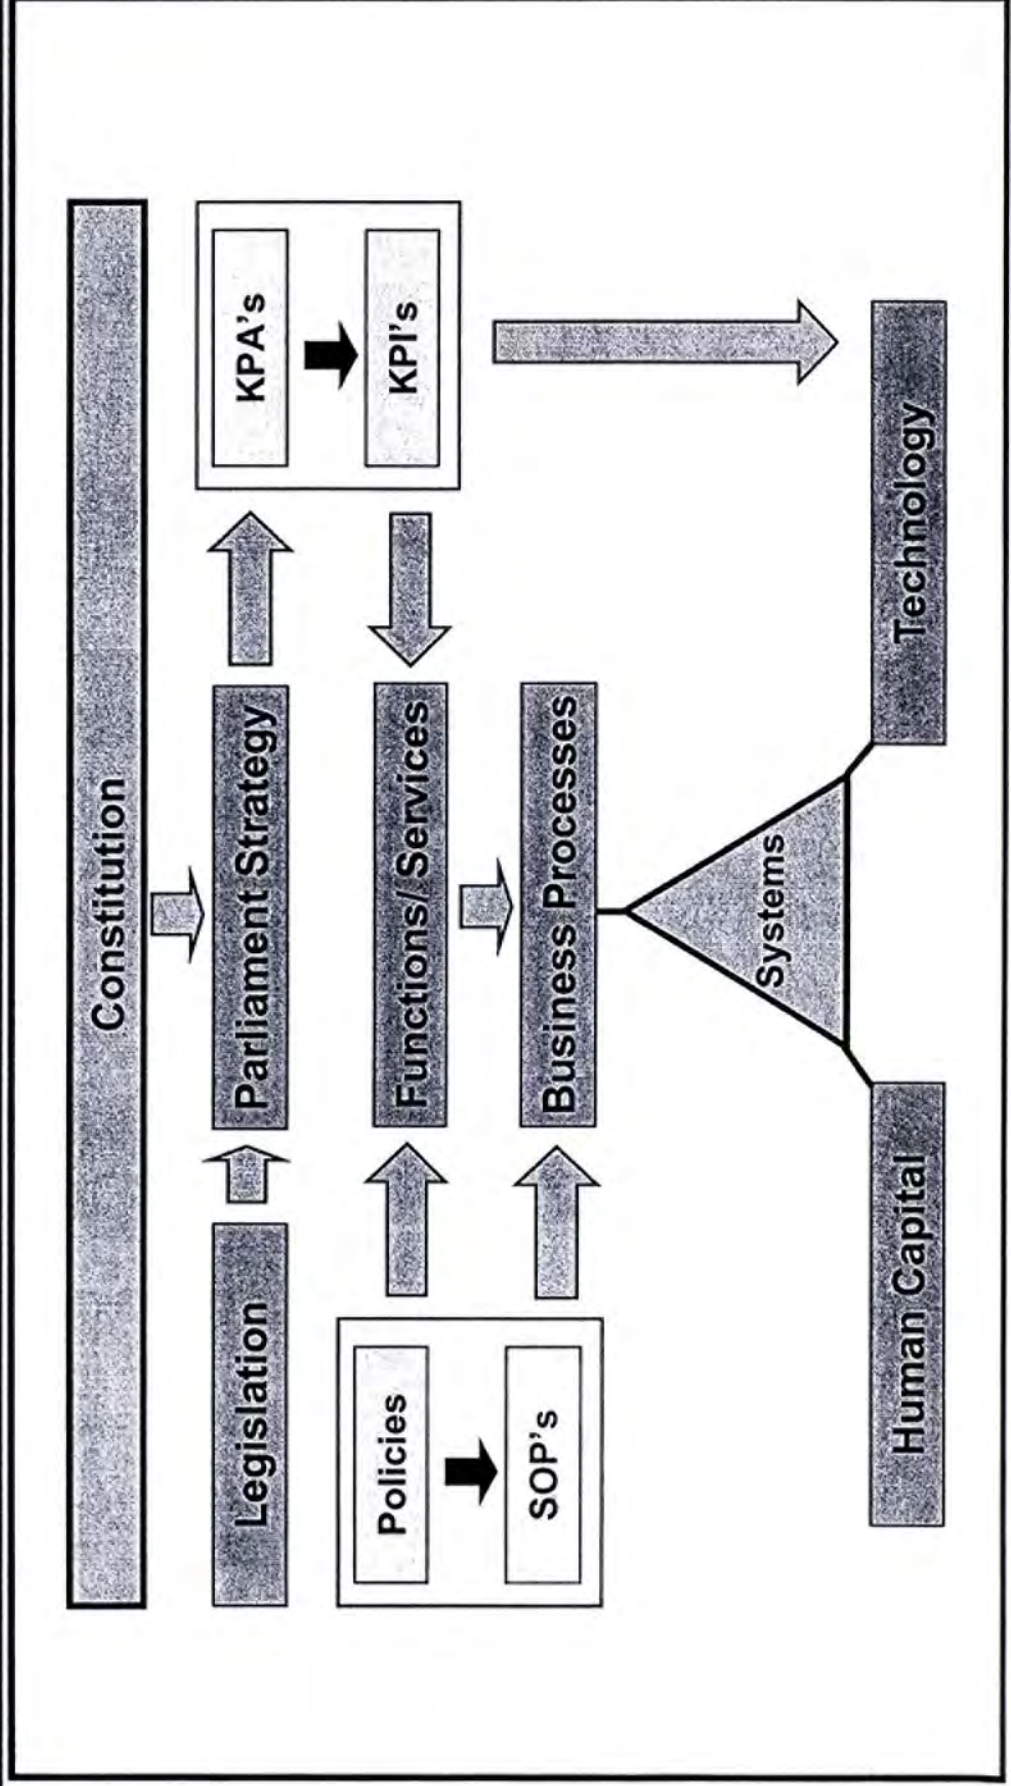 Constitution
Legislation
Parliament Strategy
KPA's
KPI's
Policies
SOP's
Functions/Services
Business Processes
Systems
Human Capital
Technology